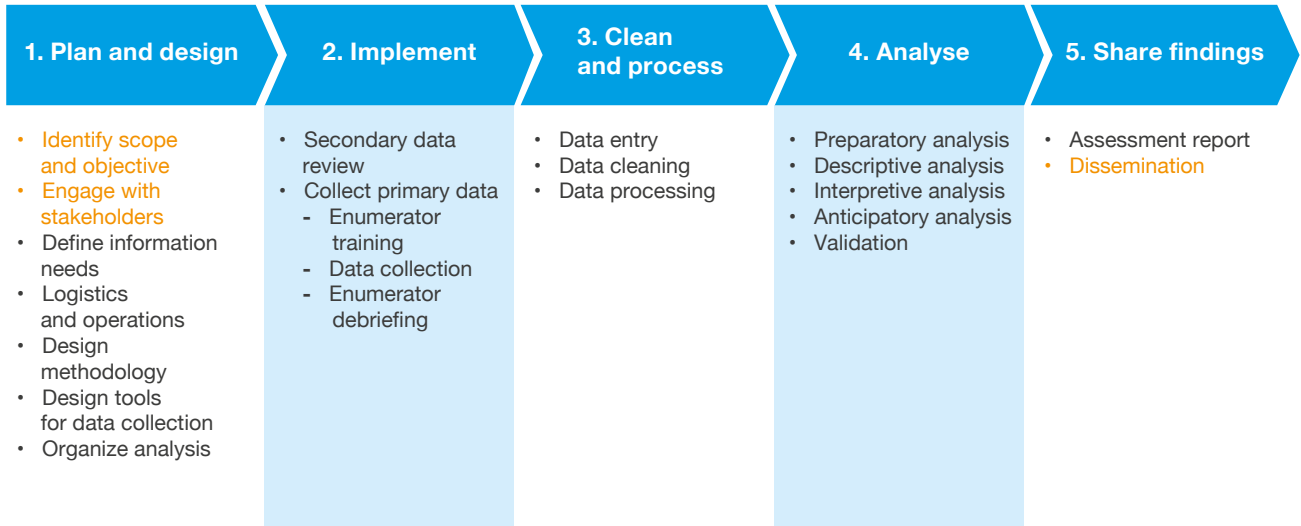 1. Plan and design
• Identify scope
and objective
• Engage with
stakeholders
• Define information
needs
• Logistics
and operations
• Design
methodology
• Design tools
for data collection
• Organize analysis
2. Implement
• Secondary data
review
• Collect primary data
- Enumerator
training
- Data collection
- Enumerator
debriefing
3. Clean
and process
• Data entry
• Data cleaning
• Data processing
4. Analyse
• Preparatory analysis
• Descriptive analysis
• Interpretive analysis
• Anticipatory analysis
• Validation
5. Share findings
• Assessment report
• Dissemination